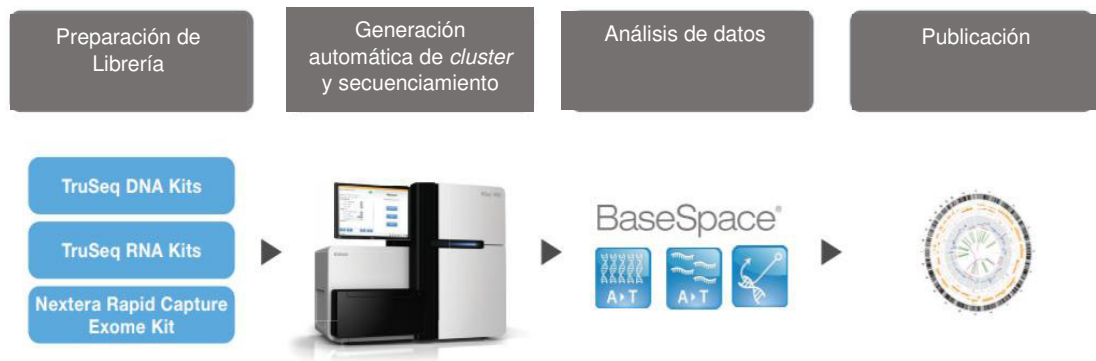 Preparación de
Librería
Generación
automática de cluster
y secuenciamiento
Análisis de datos
Publicación
TruSeq DNA Kits
TruSeq RNA Kits
Nextera Rapid Capture
Exome Kit
BaseSpace®
A▸T
A▸T